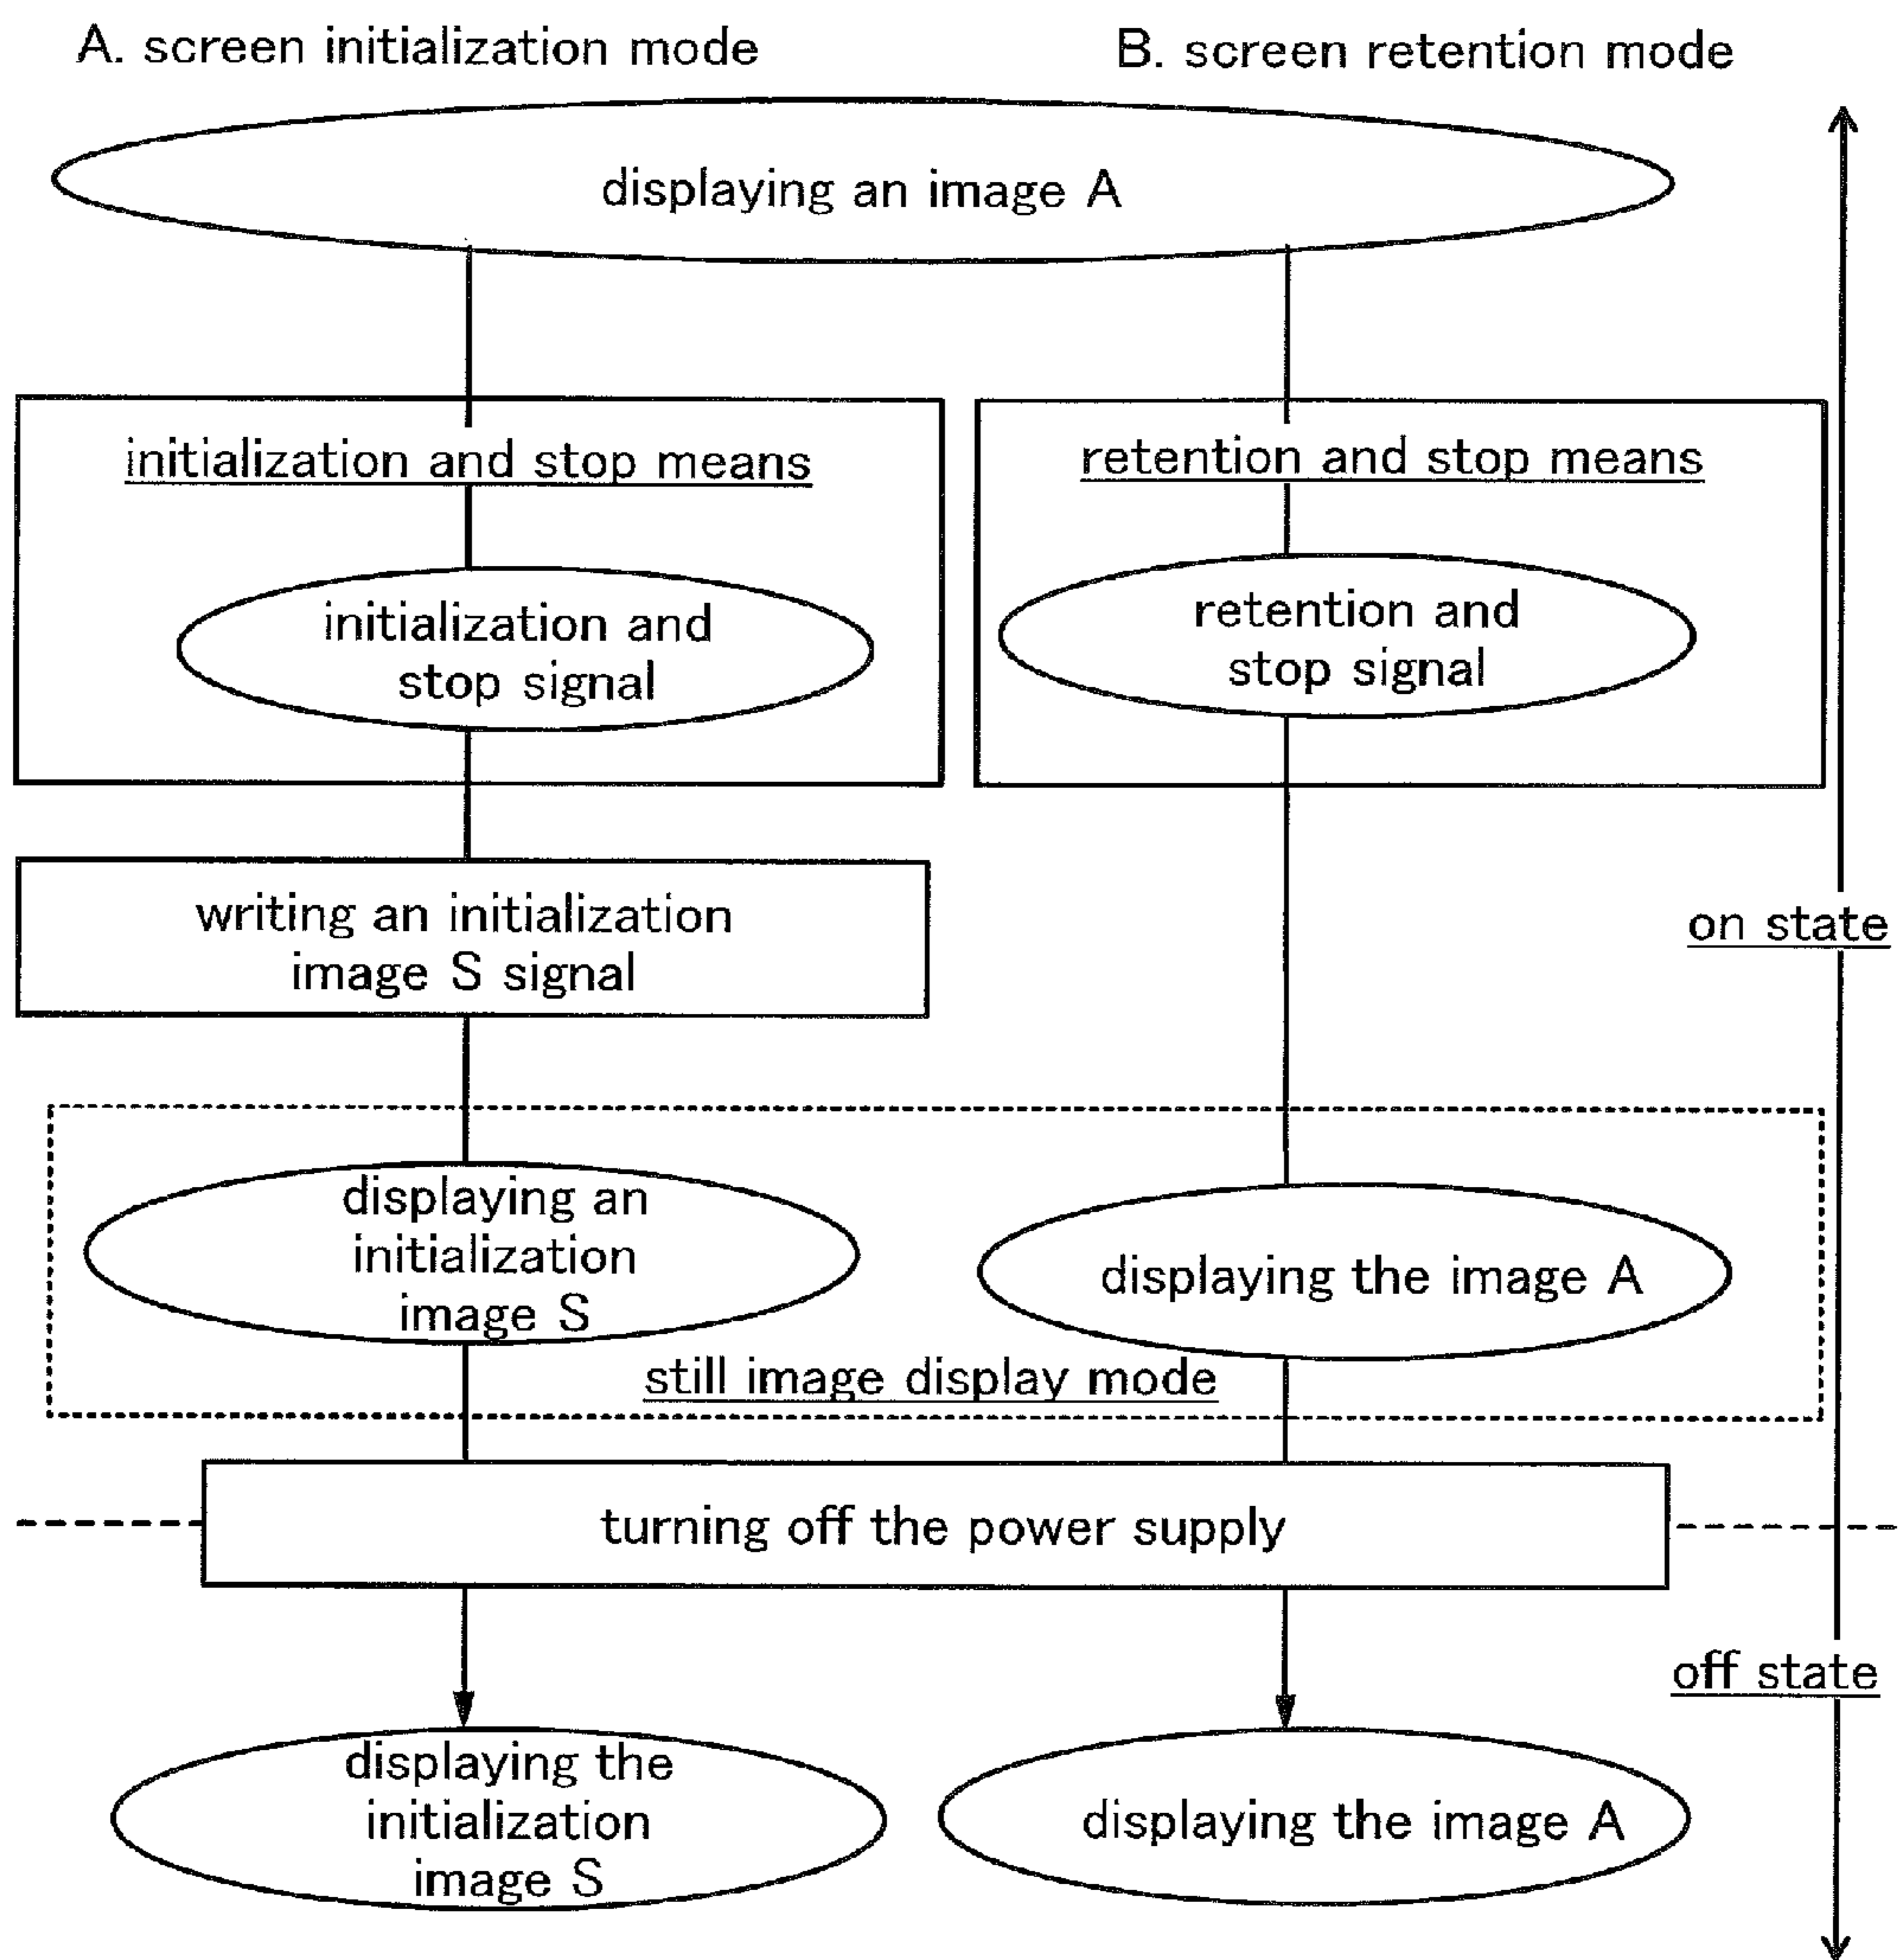 A. screen initialization mode
B. screen retention mode
displaying an image A
initialization and stop means
retention and stop means
initialization and
stop signal
retention and
stop signal
writing an initialization
image S signal
on state
displaying an
initialization
image S
displaying the image A
still image display mode
turning off the power supply
off state
displaying the
initialization
image S
displaying the image A